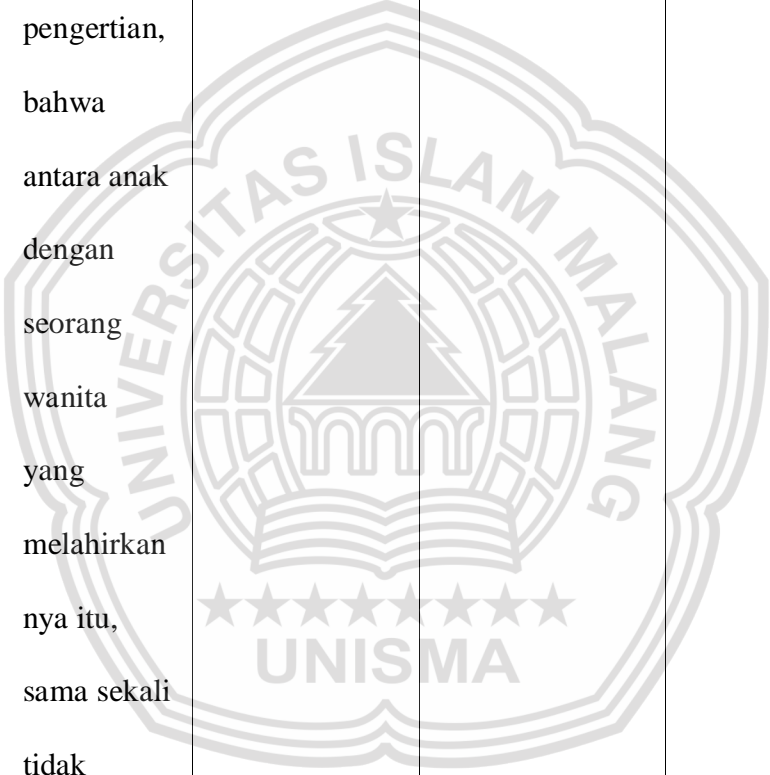 pengertian,
bahwa
antara anak
dengan
seorang
wanita
yang
melahirkan
nya itu,
sama sekali
tidak
UNIVERSITAS ISLAM MALANG
UNISMA